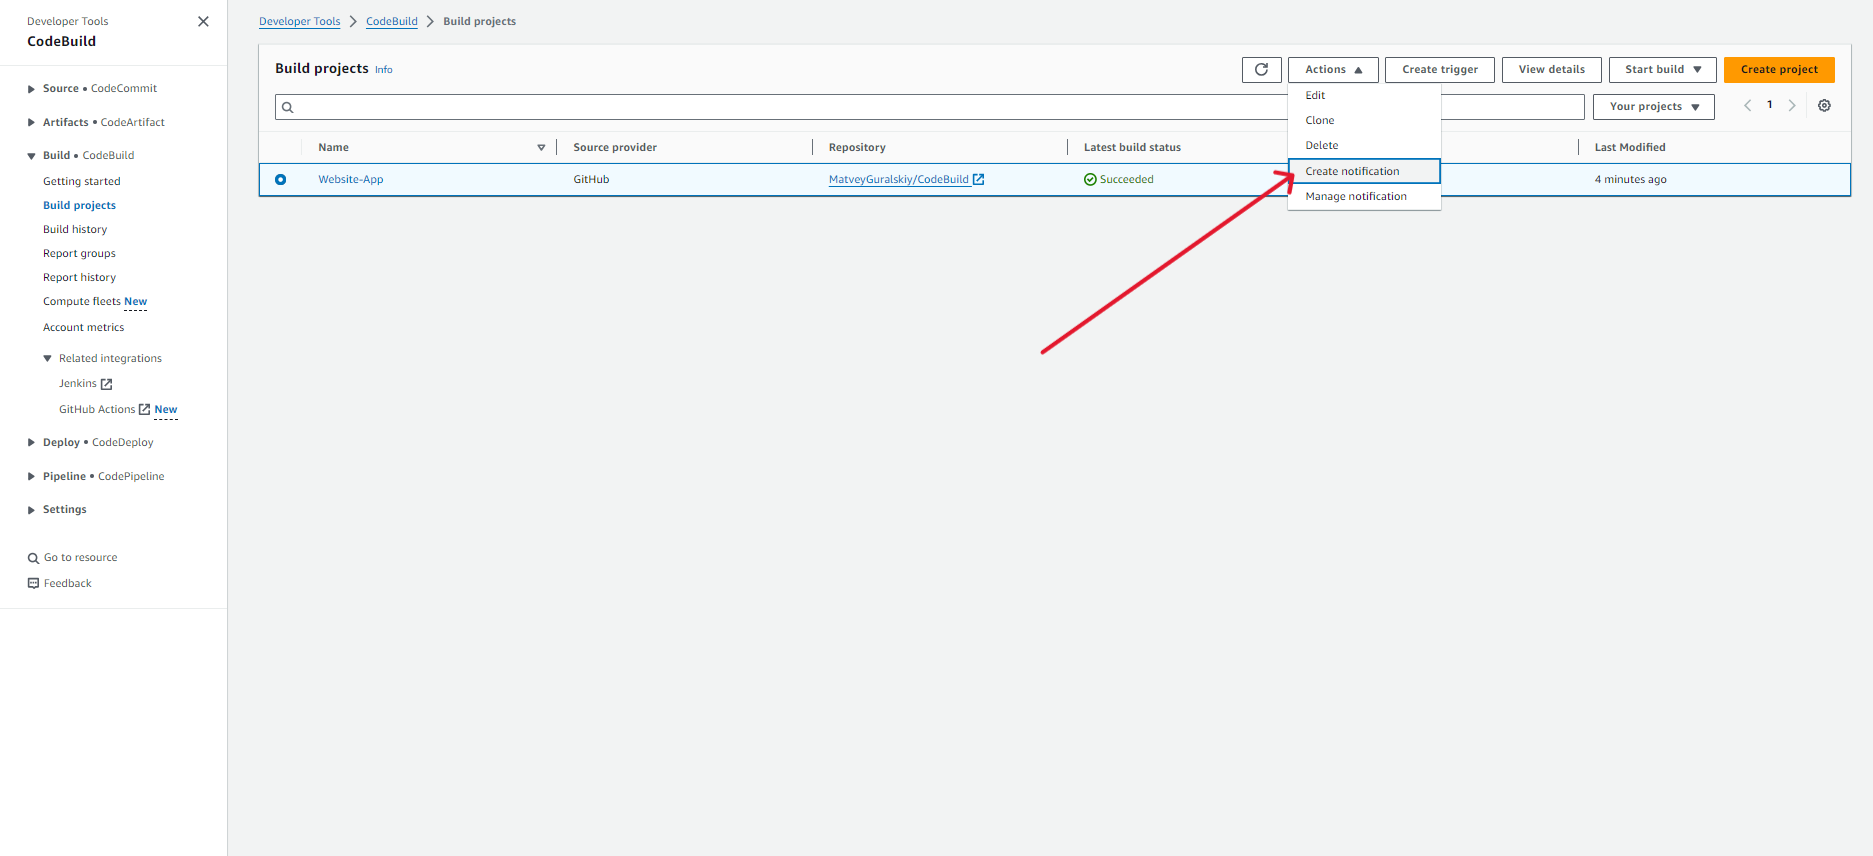 Developer Tools
CodeBuild
Source • CodeCommit
Artifacts • CodeArtifact
Build • CodeBuild
Getting started
Build projects
Build history
Report groups
Report history
Compute fleets New
Account metrics
Related integrations
Jenkins
GitHub Actions New
Deploy • CodeDeploy
Pipeline • CodePipeline
Settings
Go to resource
Feedback
Developer Tools > CodeBuild > Build projects
Build projects Info
Actions Create trigger View details Start build Create project
Edit
Clone
Delete
Create notification
Manage notification
Your projects 1
Name Source provider Repository Latest build status Last Modified
Website-App GitHub MatveyGuralskiy/CodeBuild Succeeded 4 minutes ago